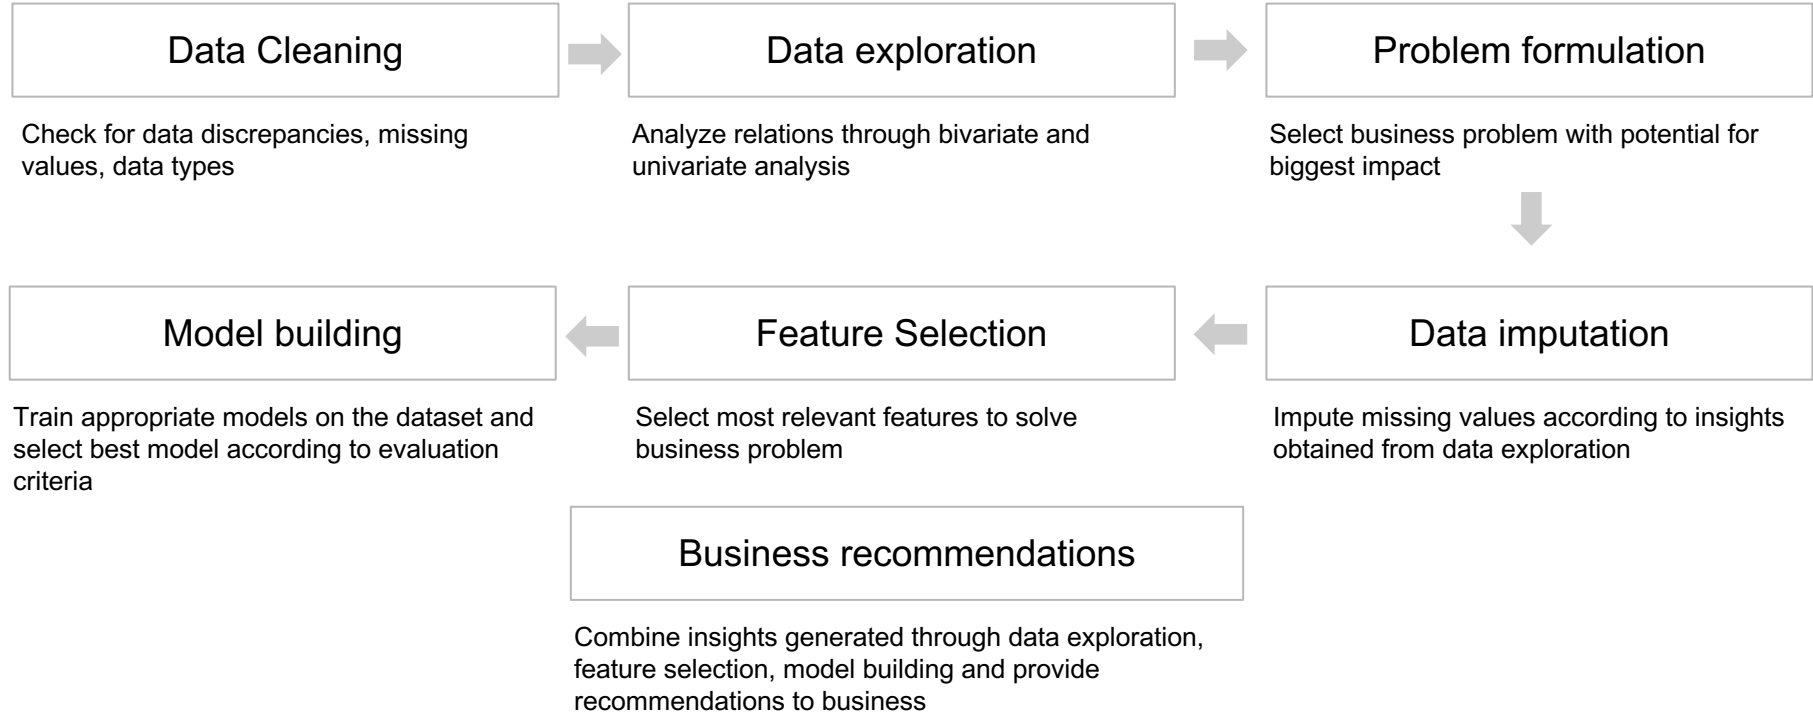 Data Cleaning
Check for data discrepancies, missing
values, data types
Data exploration
Analyze relations through bivariate and
univariate analysis
Problem formulation
Select business problem with potential for
biggest impact
Data imputation
Impute missing values according to insights
obtained from data exploration
Feature Selection
Select most relevant features to solve
business problem
Model building
Train appropriate models on the dataset and
select best model according to evaluation
criteria
Business recommendations
Combine insights generated through data exploration,
feature selection, model building and provide
recommendations to business